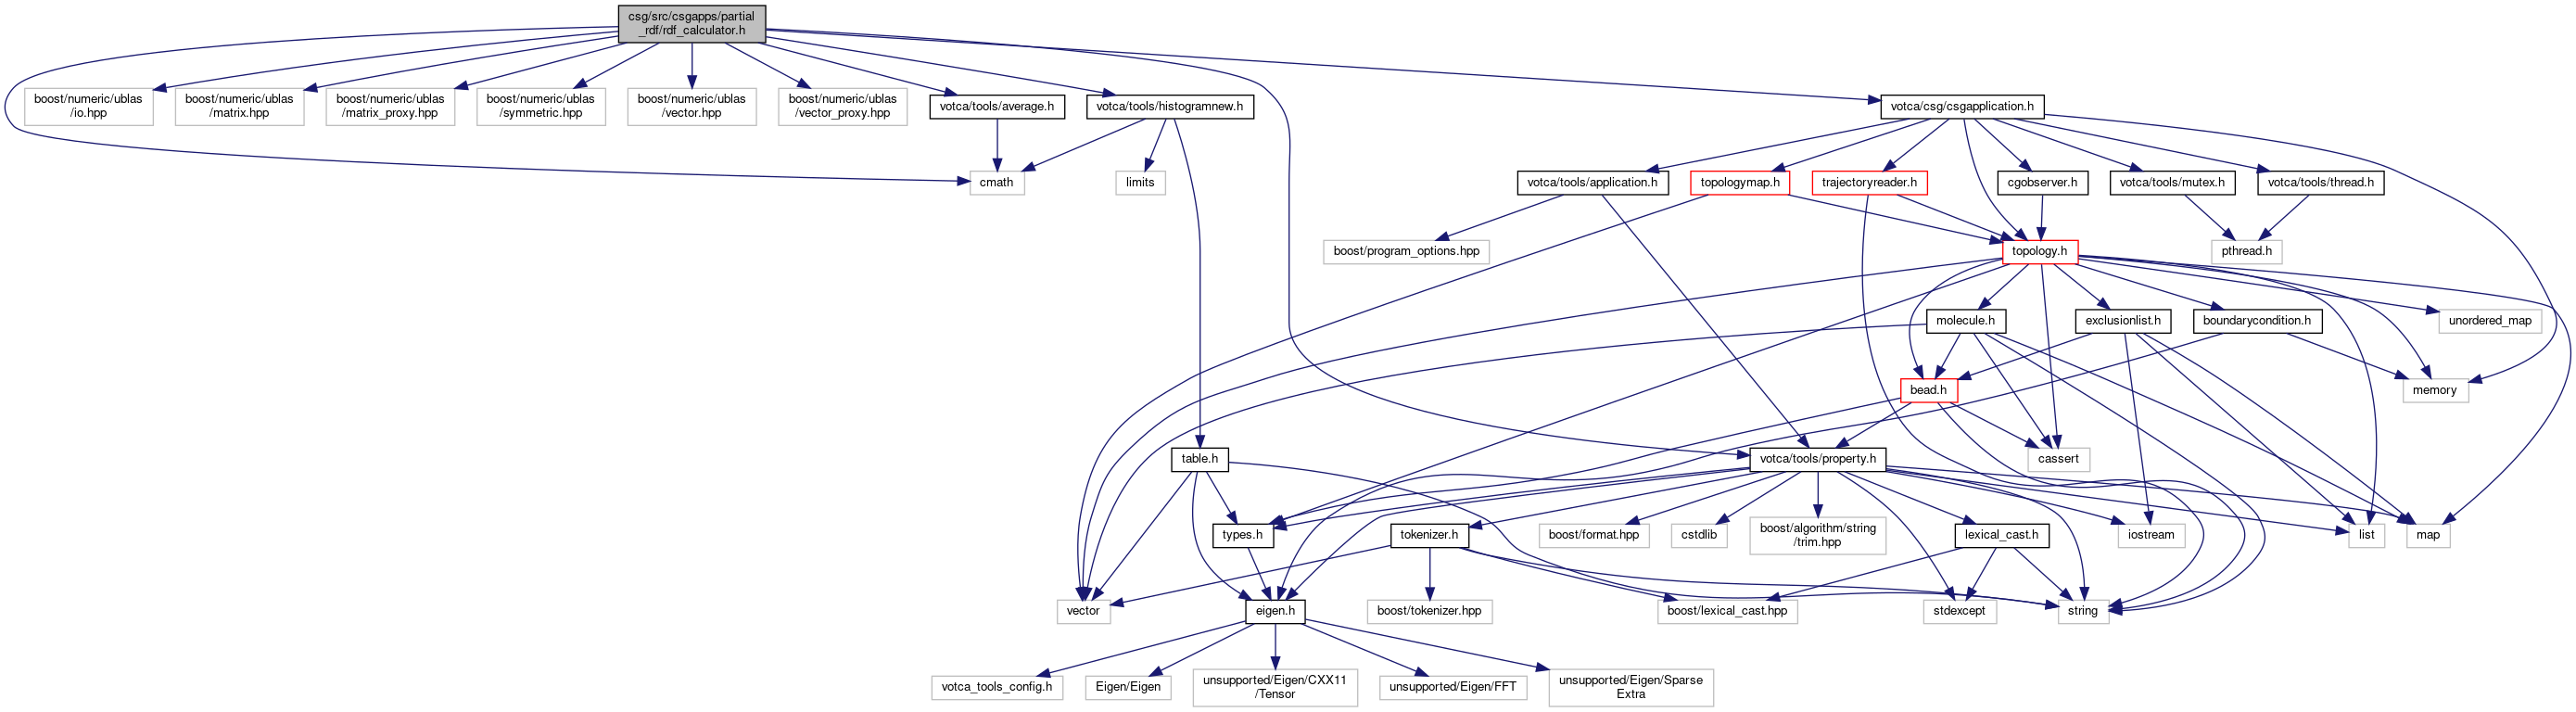 csg/src/csgapps/partial
_rdf/rdf_calculator.h
boost/numeric/ublas
/io.hpp
boost/numeric/ublas
/matrix.hpp
boost/numeric/ublas
/matrix_proxy.hpp
boost/numeric/ublas
/symmetric.hpp
boost/numeric/ublas
/vector.hpp
boost/numeric/ublas
/vector_proxy.hpp
votca/tools/average.h
votca/tools/histogramnew.h
votca/csg/csgapplication.h
cmath
limits
votca/tools/application.h
topologymap.h
trajectoryreader.h
cgobserver.h
votca/tools/mutex.h
votca/tools/thread.h
boost/program_options.hpp
topology.h
pthread.h
molecule.h
exclusionlist.h
boundarycondition.h
unordered_map
bead.h
memory
table.h
votca/tools/property.h
cassert
types.h
tokenizer.h
boost/format.hpp
cstdlib
boost/algorithm/string
/trim.hpp
lexical_cast.h
iostream
list
map
vector
eigen.h
boost/tokenizer.hpp
boost/lexical_cast.hpp
stdexcept
string
votca_tools_config.h
Eigen/Eigen
unsupported/Eigen/CXX11
/Tensor
unsupported/Eigen/FFT
unsupported/Eigen/Sparse
Extra